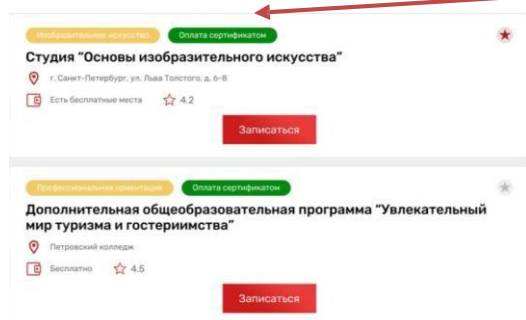 Изобразительное искусство Оплата сертификатом
Студия "Основы изобразительного искусства"
г. Санкт-Петербург, ул. Льва Толстого, д. 6-8
Есть бесплатные места 4.2
Записаться
Профессиональная ориентация Оплата сертификатом
Дополнительная общеобразовательная программа "Увлекательный
мир туризма и гостериимства"
Петровский колледж
Бесплатно 4.5
Записаться